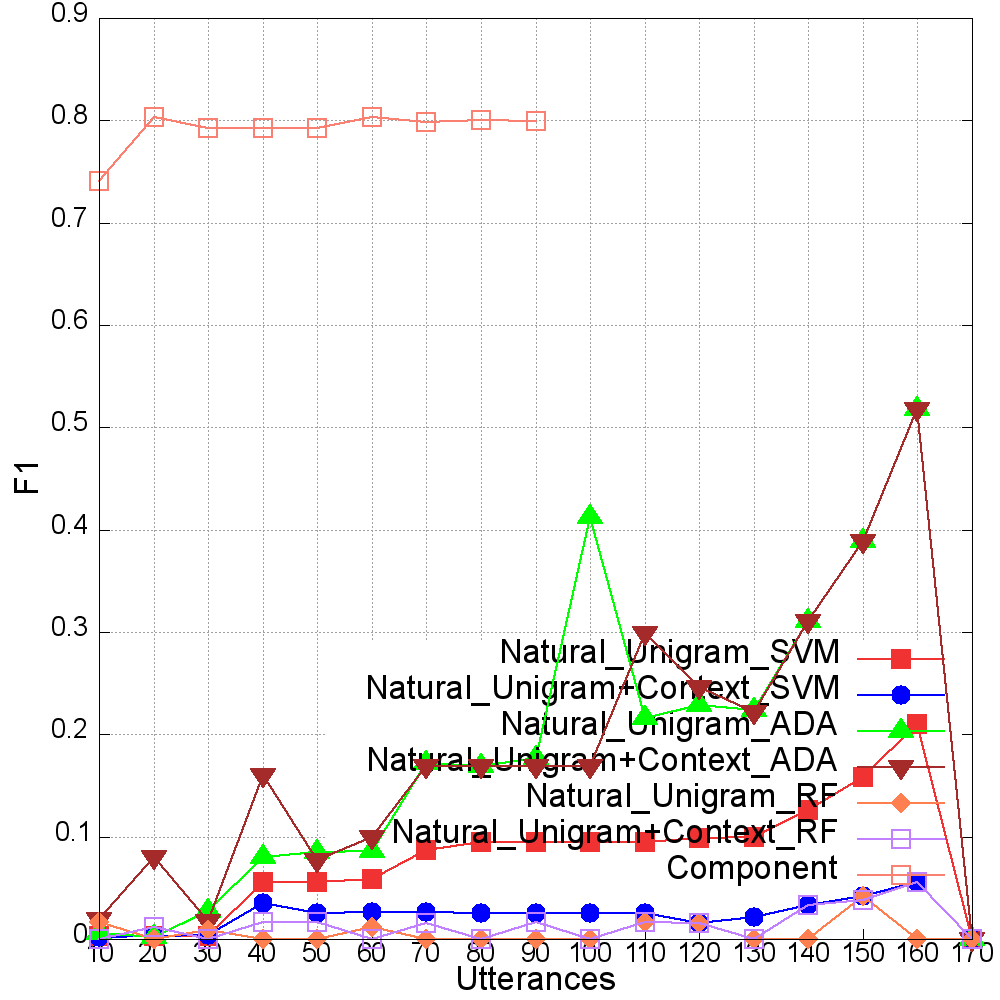 0.9
0.8
0.7
0.6
0.5
F1
0.4
0.3
Natural_Unigram_SVM
Natural_Unigram+Context_SVM
Natural_Unigram_ADA
0.2
Natural_Unigram+Context_ADA
Natural_Unigram_RF
0.1
Natural_Unigram+Context_RF
Component
0
10 20 30 40 50 60 70 80 90 100 110 120 130 140 150 160 170
Utterances